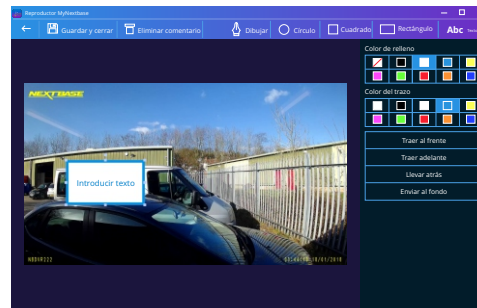 Reproductor MyNextbase
Guardar y cerrar
Eliminar comentario
Dibujar
Círculo
Cuadrado
Rectángulo
Abc
Color de relleno
NEXTBASE
Color del trazo
Traer al frente
Traer adelante
Introducir texto
Llevar atrás
Enviar al fondo